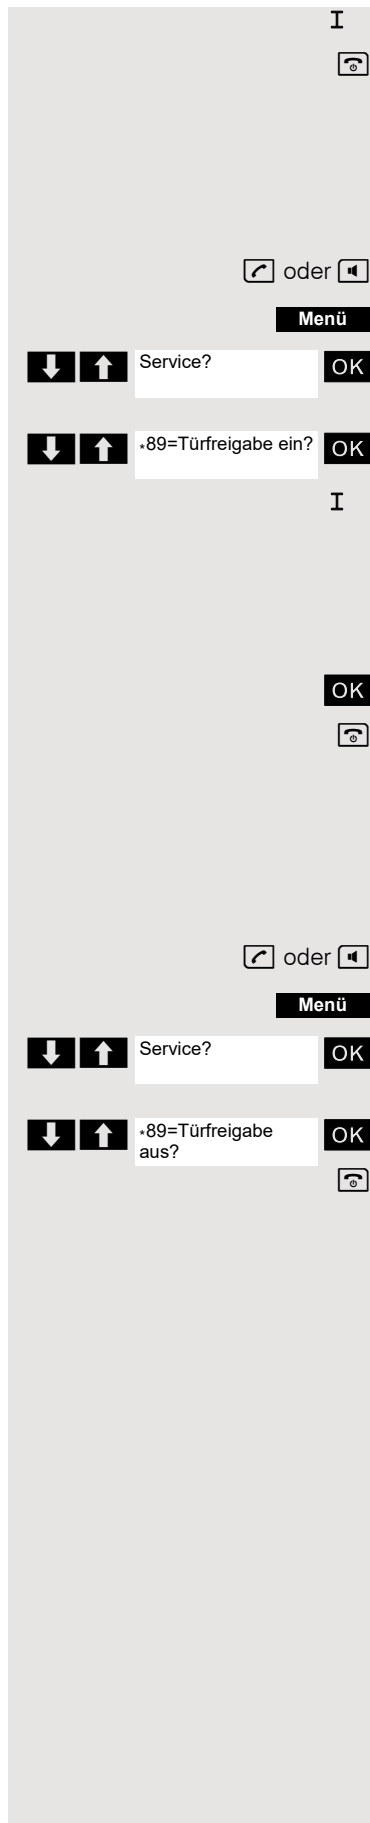 I
oder
Menü
Service? OK
*89=Türfreigabe ein? OK
I
OK
oder
Menü
Service? OK
*89=Türfreigabe OK
aus?